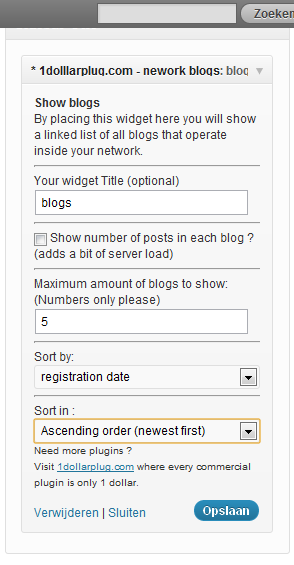 Zoeken
* 1dolllarplug.com - nework blogs: blog
Show blogs
By placing this widget here you will show
a linked list of all blogs that operate
inside your network.
Your widget Title (optional)
blogs
Show number of posts in each blog ?
(adds a bit of server load)
Maximum amount of blogs to show:
(Numbers only please)
5
Sort by:
registration date
Sort in :
Ascending order (newest first)
Need more plugins ?
Visit 1dollarplug.com where every commercial
plugin is only 1 dollar.
Verwijderen | Sluiten
Opslaan